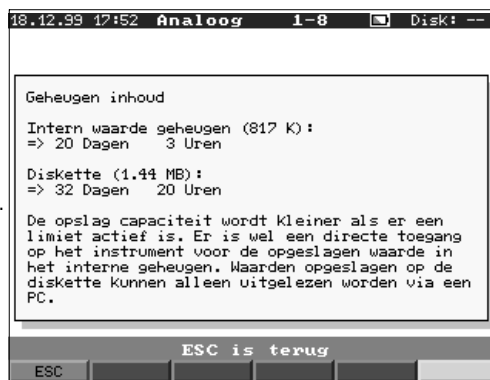 18.12.99 17:52 Analoog 1-8 Disk: --
Geheugen inhoud
Intern waarde geheugen (817 K):
=> 20 Dagen 3 Uren
Diskette (1.44 MB):
=> 32 Dagen 20 Uren
De opslag capaciteit wordt Kleiner als er een
limiet actief is. Er is wel een directe toegang
op het instrument voor de opgeslagen waarde in
het interne geheugen. Waarden opgeslagen op de
diskette Kunnen alleen uitgelezen worden via een
PC.
ESC is terug
ESC